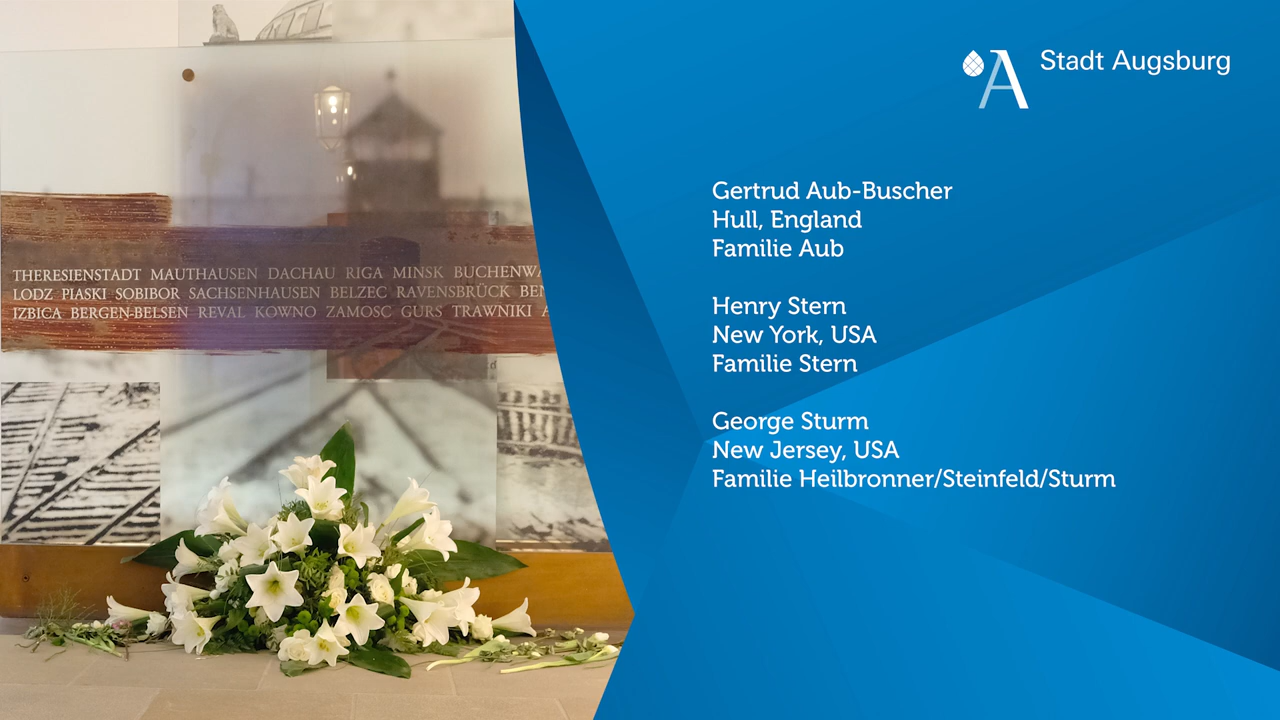 THERESIENSTADT MAUTHAUSEN DACHAU RIGA MINSK
LODZ PIASKI SOBIBOR SACHSENHAUSEN BELZEC RAVENSBRÜCK
IZBICA BERGEN-BELSEN REVAL KOWNO ZAMOSC GURS TRAWNIKI
Stadt Augsburg
Gertrud Aub-Buscher
Hull, England
Familie Aub
Henry Stern
New York, USA
Familie Stern
George Sturm
New Jersey, USA
Familie Heilbronner/Steinfeld/Sturm